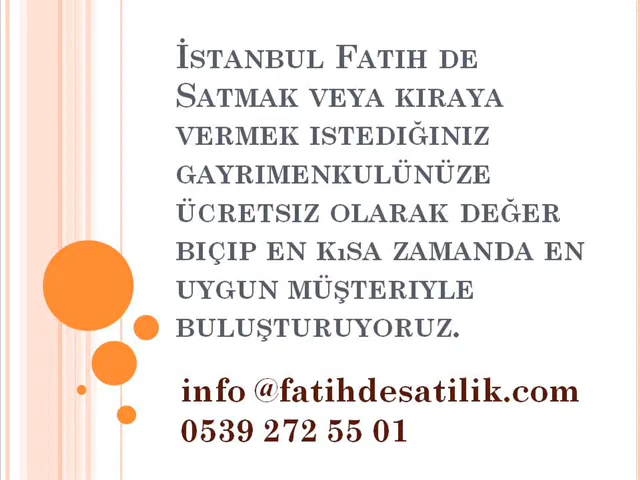 İstanbul Fatih de
Satmak veya kiraya
vermek istediğiniz
gayrimenkulünüze
ücretsiz olarak değer
biçip en kısa zamanda en
uygun müşteriyle
buluşturuyoruz.
info @fatihdesatilik.com
0539 272 55 01